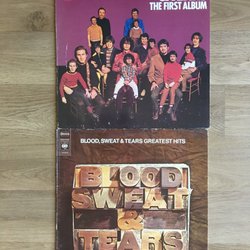 THE FIRST ALBUM
BLOOD, SWEAT & TEARS GREATEST HITS
BLOOD
SWEAT
&
TEARS